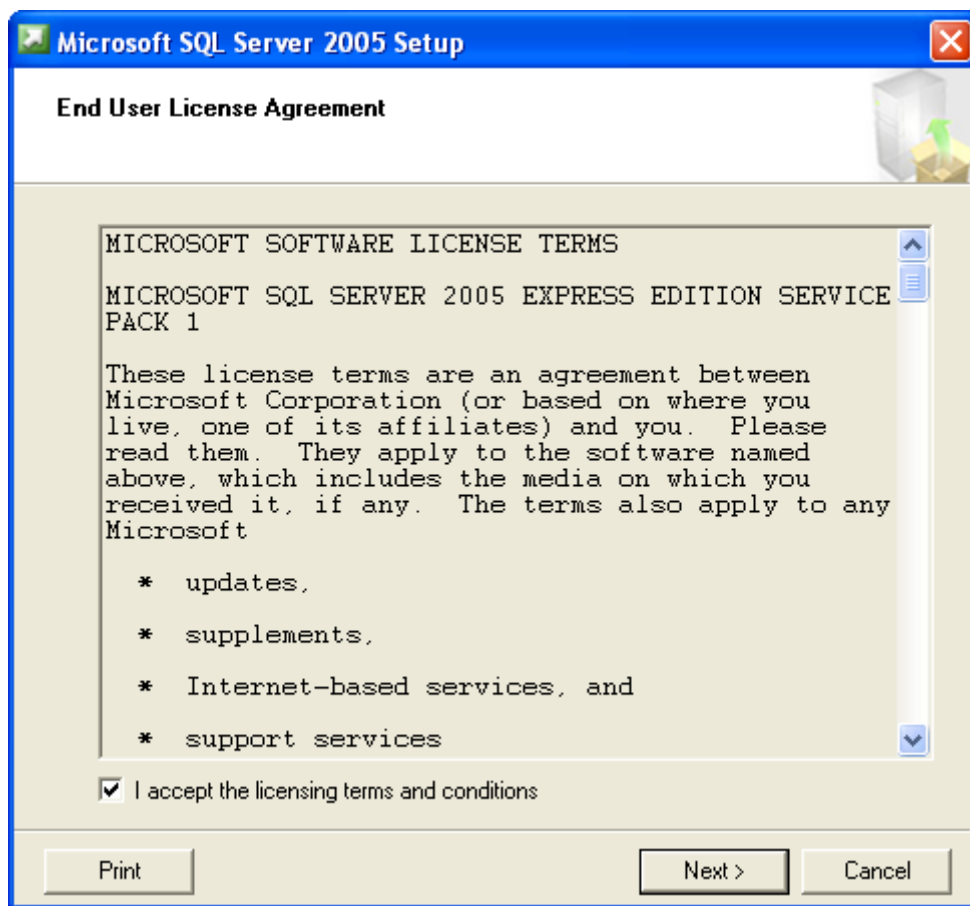 Microsoft SQL Server 2005 Setup
End User License Agreement
MICROSOFT SOFTWARE LICENSE TERMS
MICROSOFT SQL SERVER 2005 EXPRESS EDITION SERVICE
PACK 1
These license terms are an agreement between
Microsoft Corporation (or based on where you
live, one of its affiliates) and you.  Please
read them.  They apply to the software named
above, which includes the media on which you
received it, if any.  The terms also apply to any
Microsoft
* updates,
* supplements,
* Internet-based services, and
* support services
I accept the licensing terms and conditions
Print
Next >
Cancel